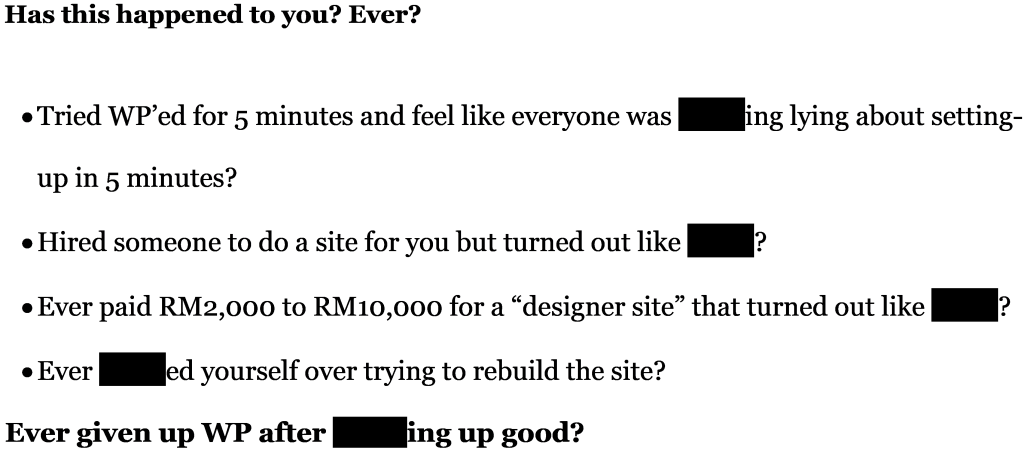 Has this happened to you? Ever?
•Tried WP’ed for 5 minutes and feel like everyone was ing lying about setting-
up in 5 minutes?
•Hired someone to do a site for you but turned out like ?
•Ever paid RM2,000 to RM10,000 for a “designer site” that turned out like ?
•Ever ed yourself over trying to rebuild the site?
Ever given up WP after ing up good?